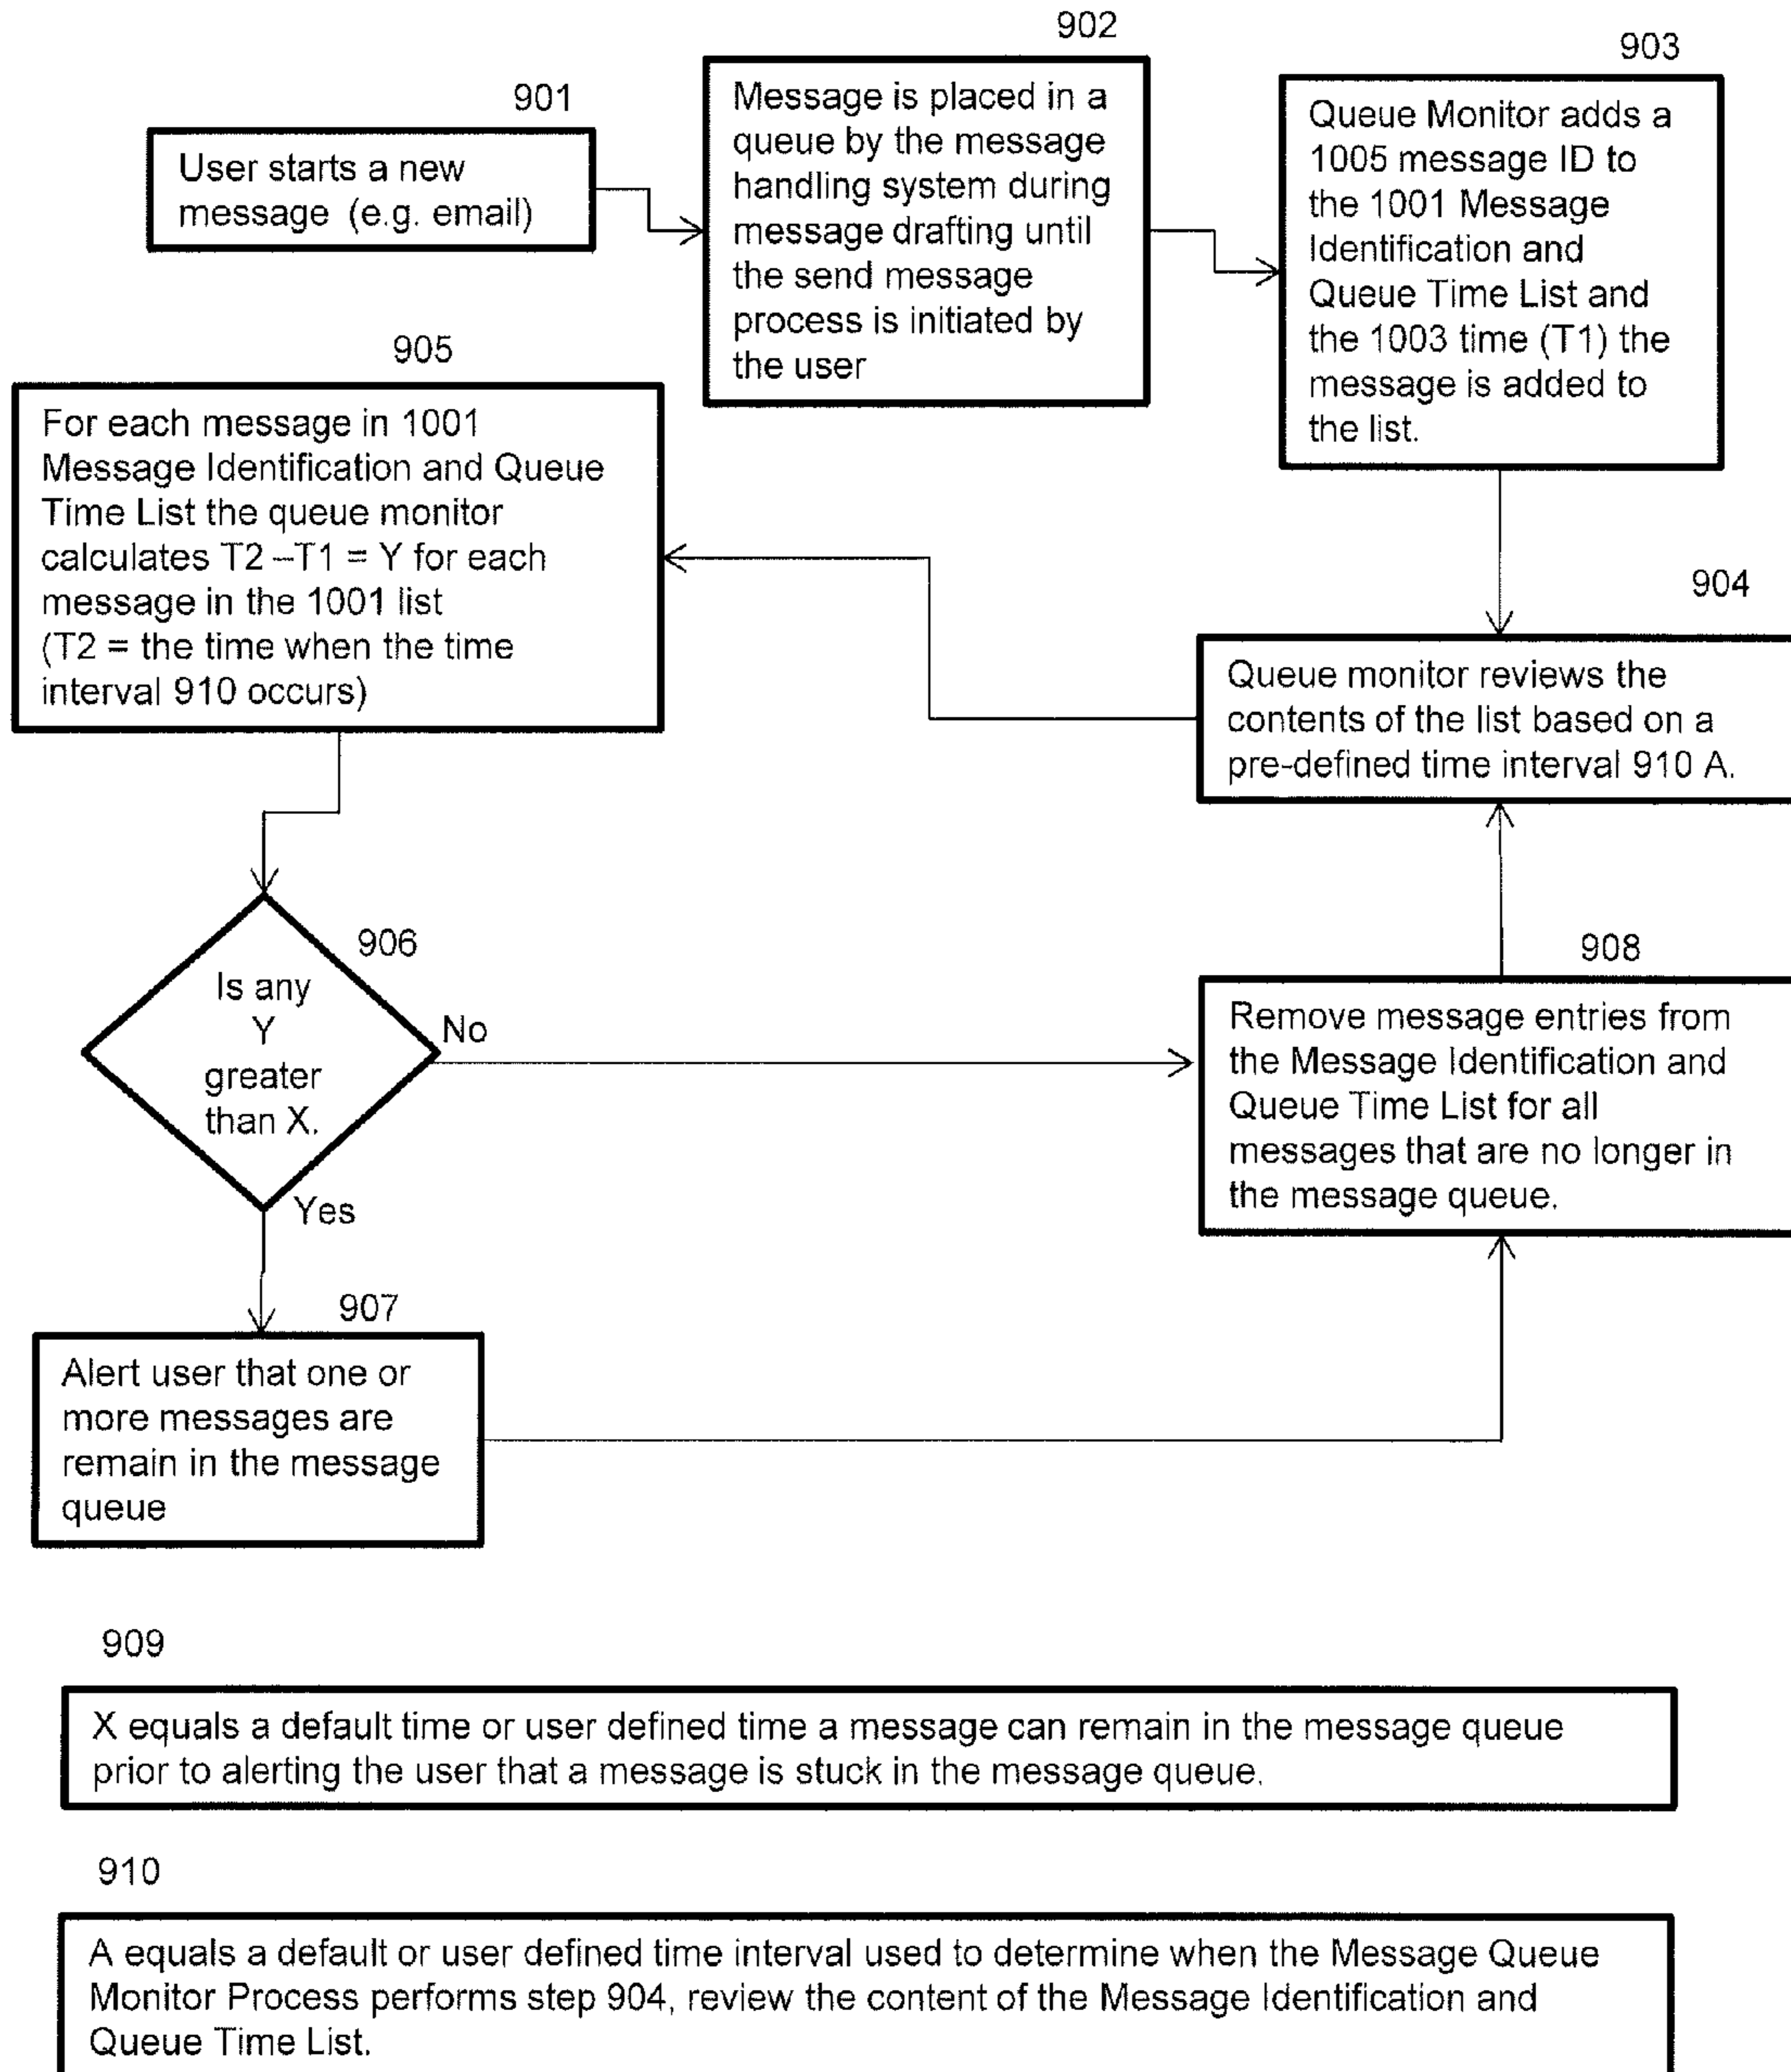 901
User starts a new
message (e.g. email)
902
Message is placed in a
queue by the message
handling system during
message drafting until
the send message
process is initiated by
the user
903
Queue Monitor adds a
1005 message ID to
the 1001 Message
Identification and
Queue Time List and
the 1003 time (T1) the
message is added to
the list.
904
Queue monitor reviews the
contents of the list based on a
pre-defined time interval 910 A.
905
For each message in 1001
Message Identification and Queue
Time List the queue monitor
calculates T2 –T1 = Y for each
message in the 1001 list
(T2 = the time when the time
interval 910 occurs)
906
Is any
Y
greater
than X.
No
Yes
907
Alert user that one or
more messages are
remain in the message
queue
908
Remove message entries from
the Message Identification and
Queue Time List for all
messages that are no longer in
the message queue.
909
X equals a default time or user defined time a message can remain in the message queue
prior to alerting the user that a message is stuck in the message queue.
910
A equals a default or user defined time interval used to determine when the Message Queue
Monitor Process performs step 904, review the content of the Message Identification and
Queue Time List.